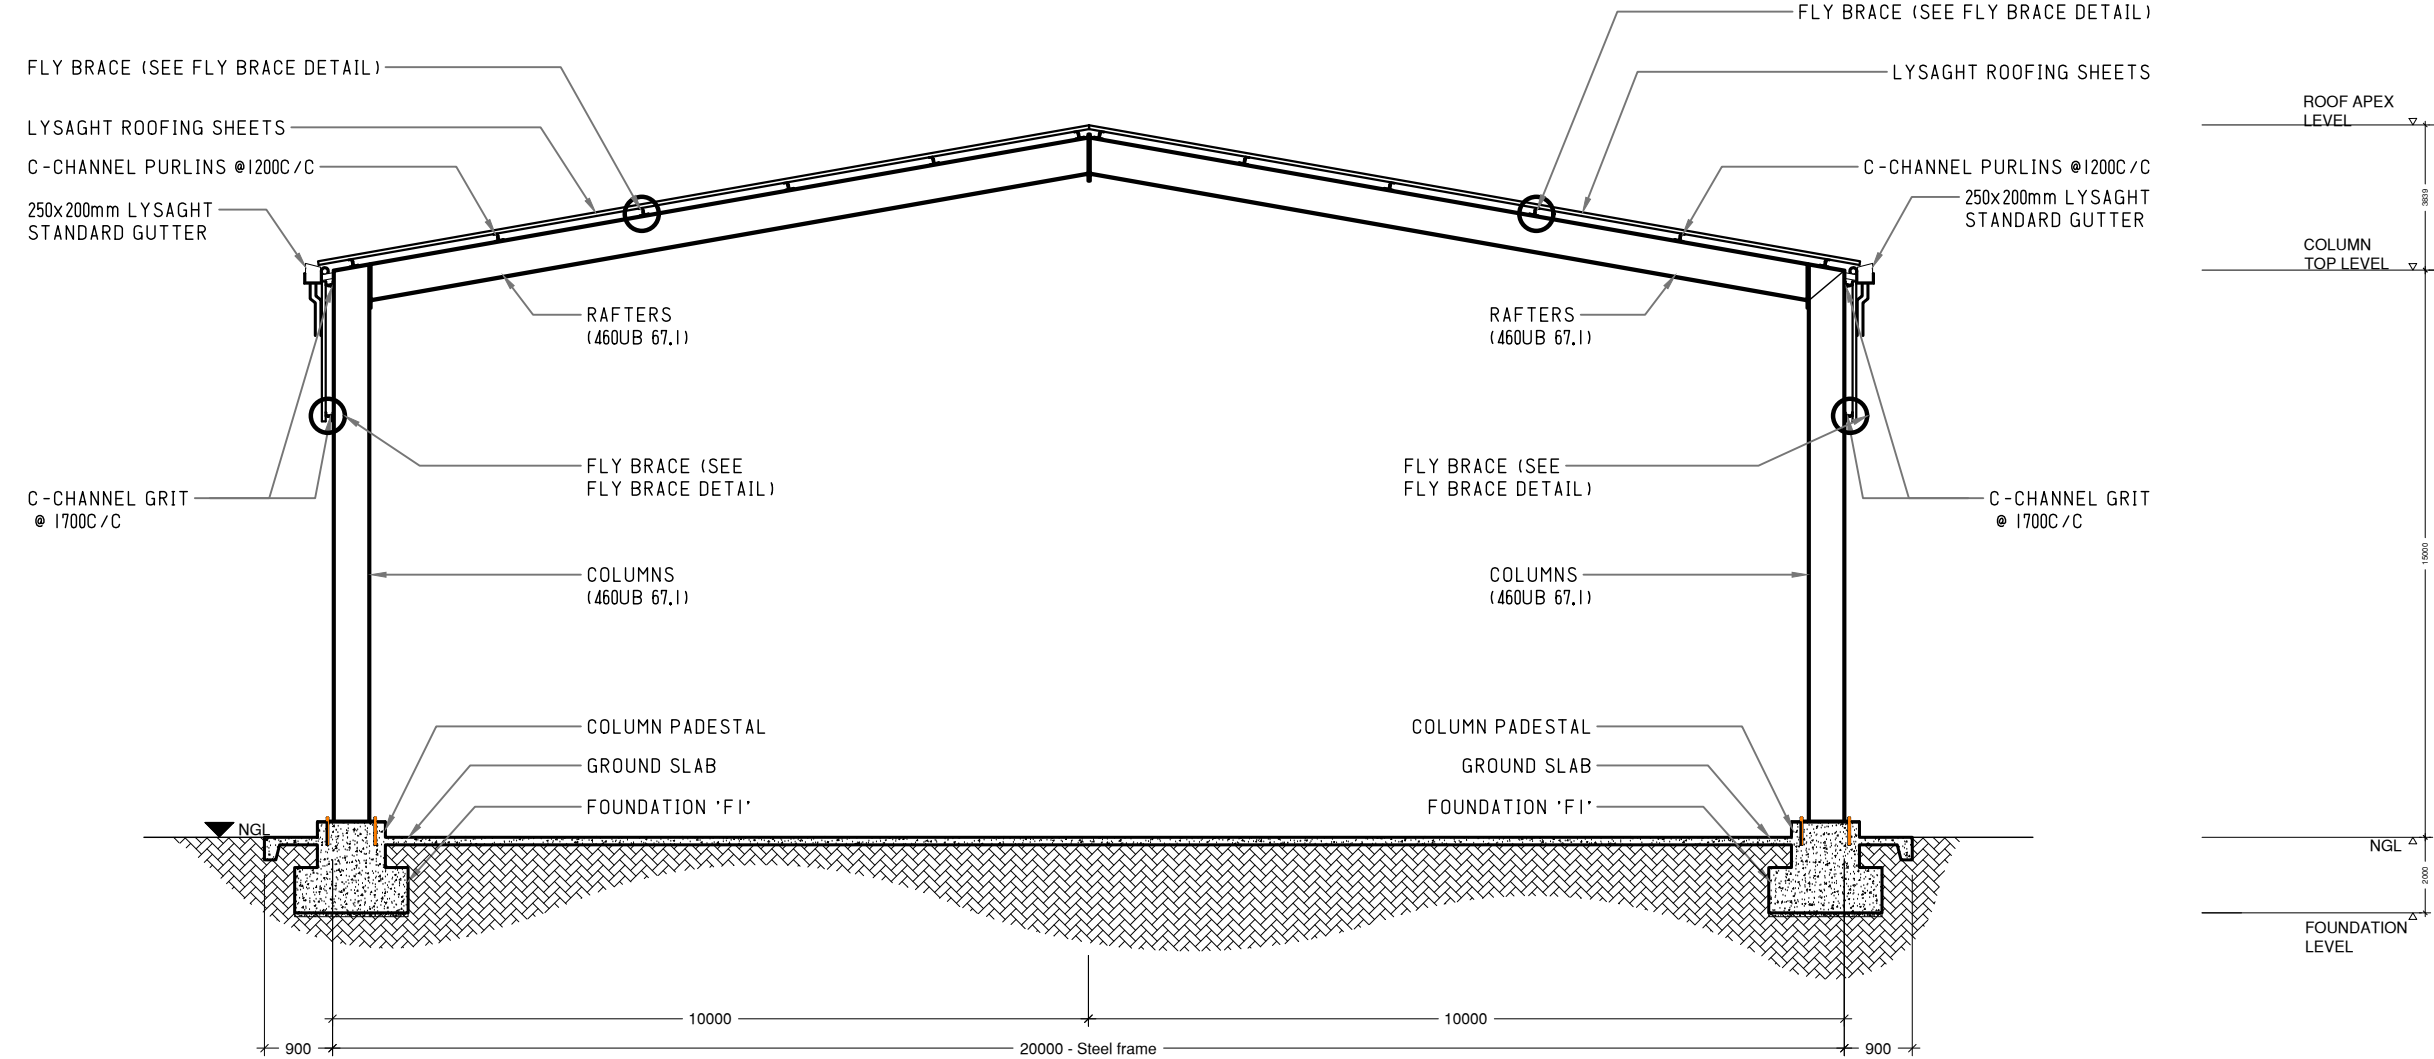 FLY BRACE (SEE FLY BRACE DETAIL)
FLY BRACE (SEE FLY BRACE DETAIL)
LYSAGHT ROOFING SHEETS
ROOF APEX
LEVEL
LYSAGHT ROOFING SHEETS
C-CHANNEL PURLINS @1200C/C
C-CHANNEL PURLINS @1200C/C
3839
250x200mm LYSAGHT
STANDARD GUTTER
250x200mm LYSAGHT
STANDARD GUTTER
COLUMN
TOP LEVEL
RAFTERS
(460UB 67.1)
RAFTERS
(460UB 67.1)
FLY BRACE (SEE
FLY BRACE DETAIL)
FLY BRACE (SEE
FLY BRACE DETAIL)
C-CHANNEL GRIT
@ 1700C/C
C-CHANNEL GRIT
@ 1700C/C
15000
COLUMNS
(460UB 67.1)
COLUMNS
(460UB 67.1)
COLUMN PADESTAL
COLUMN PADESTAL
GROUND SLAB
GROUND SLAB
FOUNDATION 'F1'
FOUNDATION 'F1'
NGL
NGL
2000
FOUNDATION
LEVEL
10000
10000
900
20000 - Steel frame
900